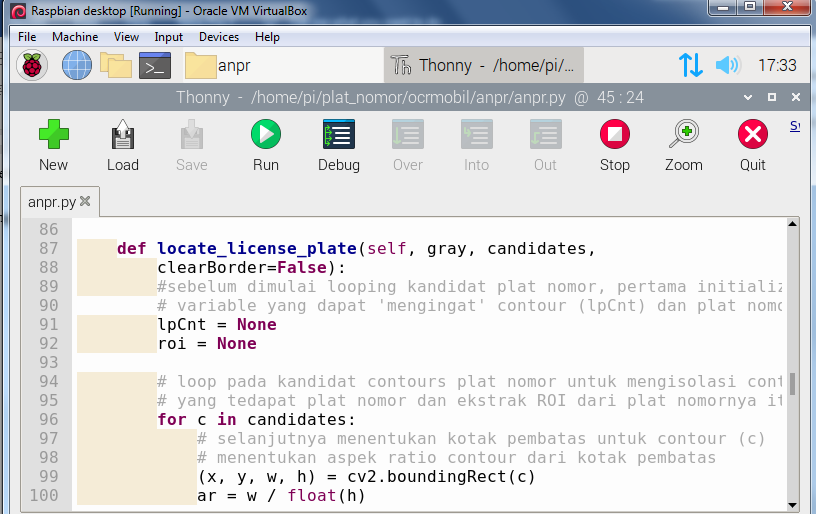 Raspbian desktop [Running] - Oracle VM VirtualBox
File Machine View Input Devices Help
anpr
Thonny - /home/pi/...
17:33
Thonny - /home/pi/plat_nomor/ocrmobil/anpr/anpr.py @ 45 : 24
New Load Save Run Debug Over Into Out Stop Zoom Quit
anpr.py
86
87 def locate_license_plate(self, gray, candidates,
88 clearBorder=False):
89 #sebelum dimulai looping kandidat plat nomor, pertama initializ
90 # variable yang dapat 'mengingat' contour (lpCnt) dan plat nomo
91 lpCnt = None
92 roi = None
93
94 # loop pada kandidat contours plat nomor untuk mengisolasi cont
95 # yang tedapat plat nomor dan ekstrak ROI dari plat nomornya it
96 for c in candidates:
97 # selanjutnya menentukan kotak pembatas untuk contour (c)
98 # menentukan aspek ratio contour dari kotak pembatas
99 (x, y, w, h) = cv2.boundingRect(c)
100 ar = w / float(h)